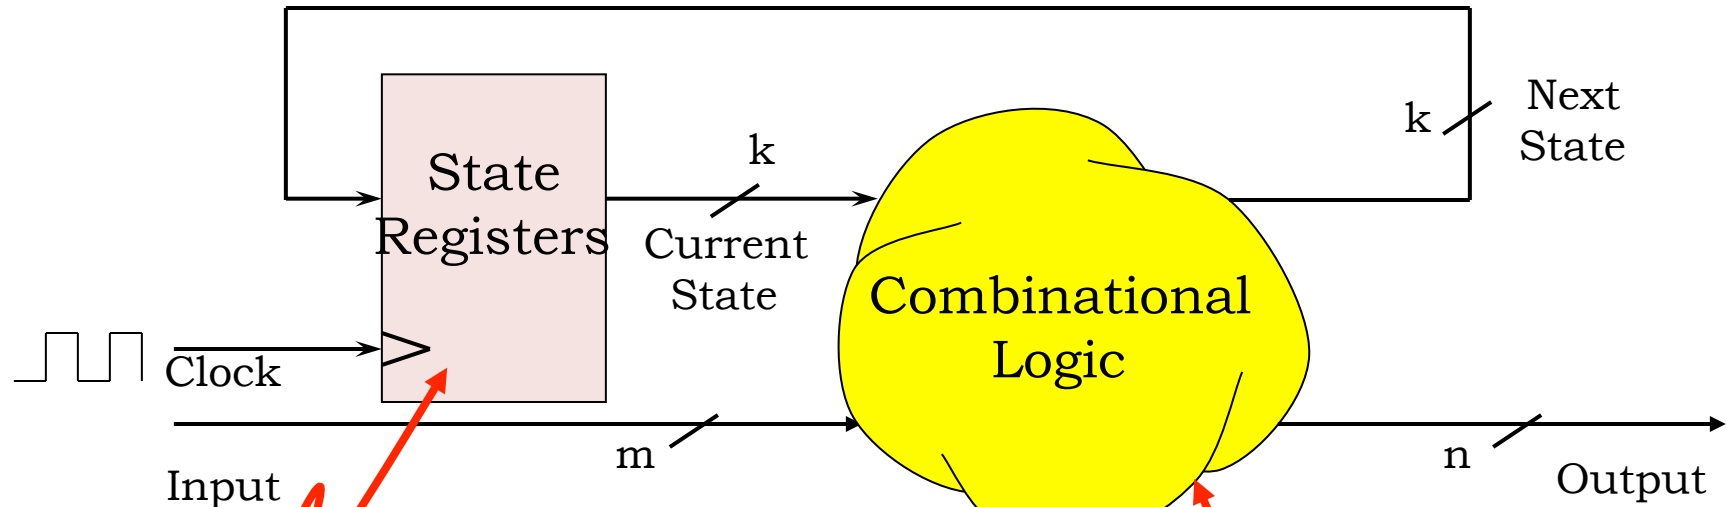 Next
State
k
k
State
Registers
Current
State
Combinational
Logic
Clock
m
n
Input
Output